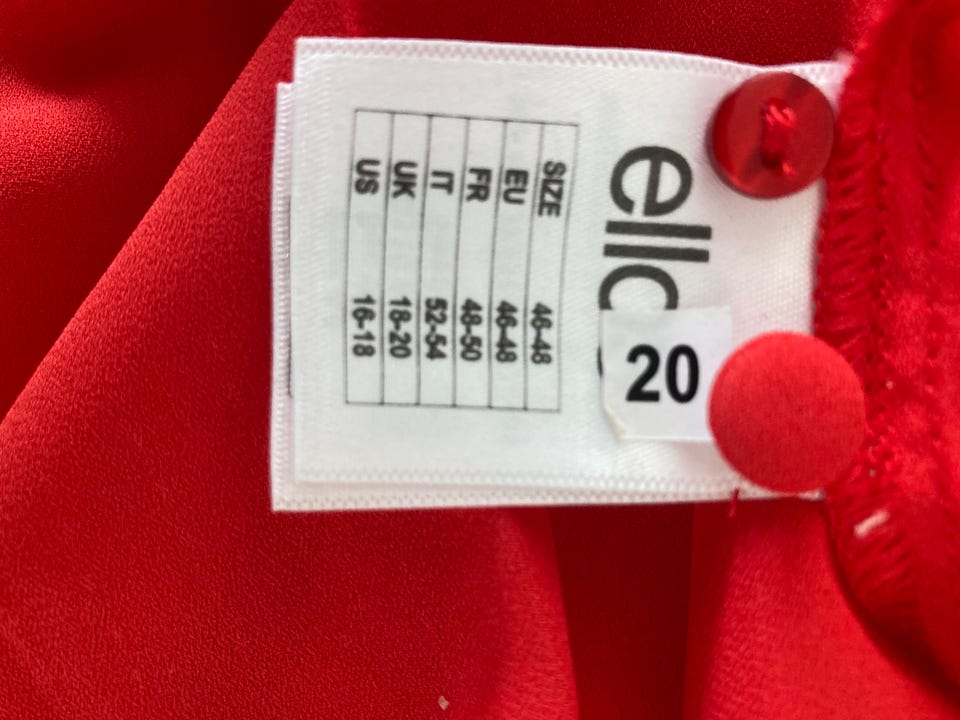 ellc
20
SIZE 46-48
EU 46-48
FR 48-50
IT 52-54
UK 18-20
US 16-18